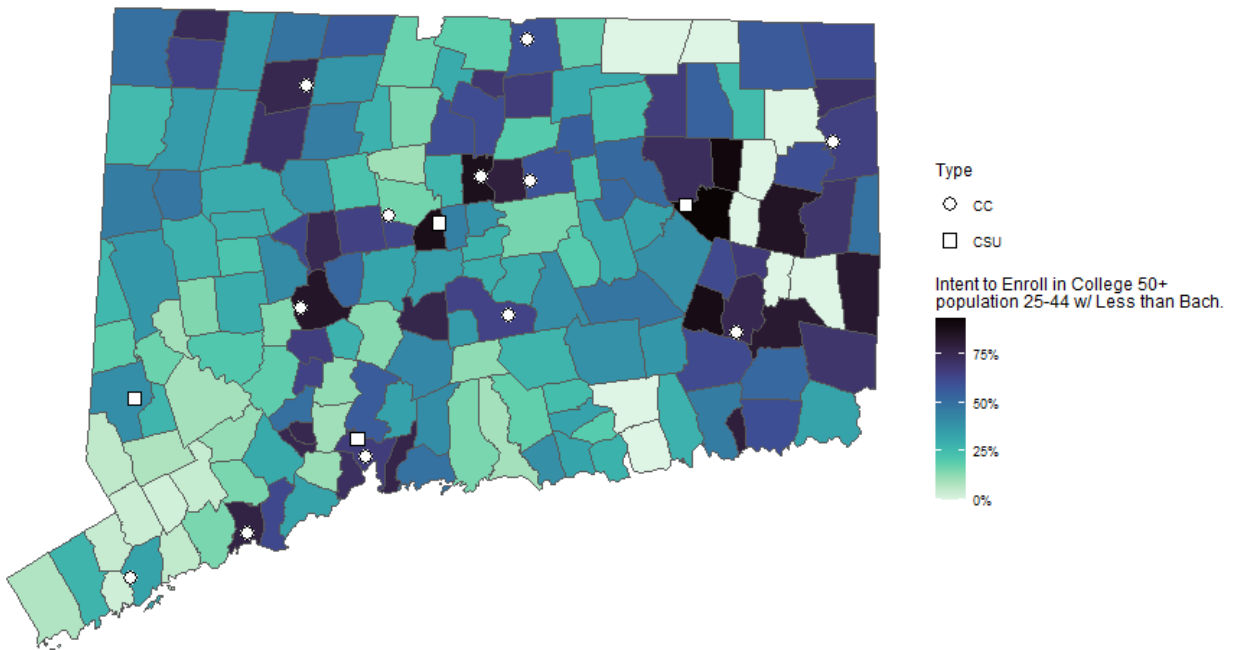 Type
CC
CSU
Intent to Enroll in College 50+
population 25-44 w/ Less than Bach.
75%
50%
25%
0%